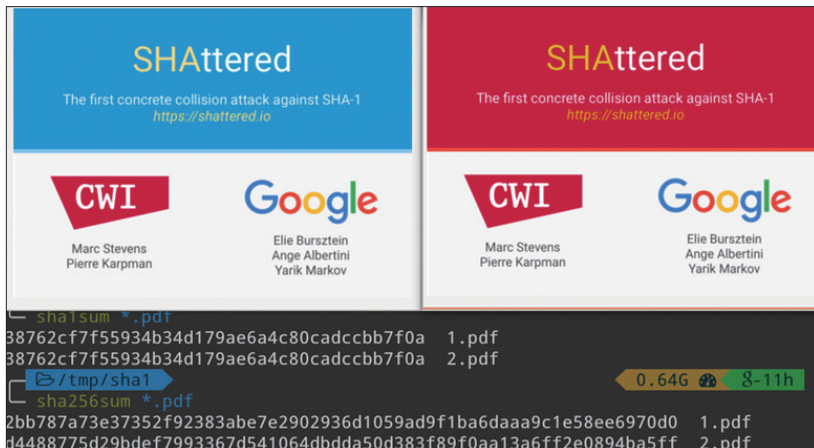 SHAttered
The first concrete collision attack against SHA-1
https://shattered.io
CWI
Google
Marc Stevens
Pierre Karpman
Elie Bursztein
Ange Albertini
Yarik Markov
SHAttered
The first concrete collision attack against SHA-1
https://shattered.io
CWI
Google
Marc Stevens
Pierre Karpman
Elie Bursztein
Ange Albertini
Yarik Markov
sha1sum *.pdf
38762cf7f55934b34d179ae6a4c80cadccbb7f0a 1.pdf
38762cf7f55934b34d179ae6a4c80cadccbb7f0a 2.pdf
/tmp/sha1 0.64G 8-11h
sha256sum *.pdf
2bb787a73e37352f92383abe7e2902936d1059ad9f1ba6daaa9c1e58ee6970d0 1.pdf
d4488775d29bdef7993367d541064dbdda50d383f89f0aa13a6ff2e0894ba5ff 2.pdf